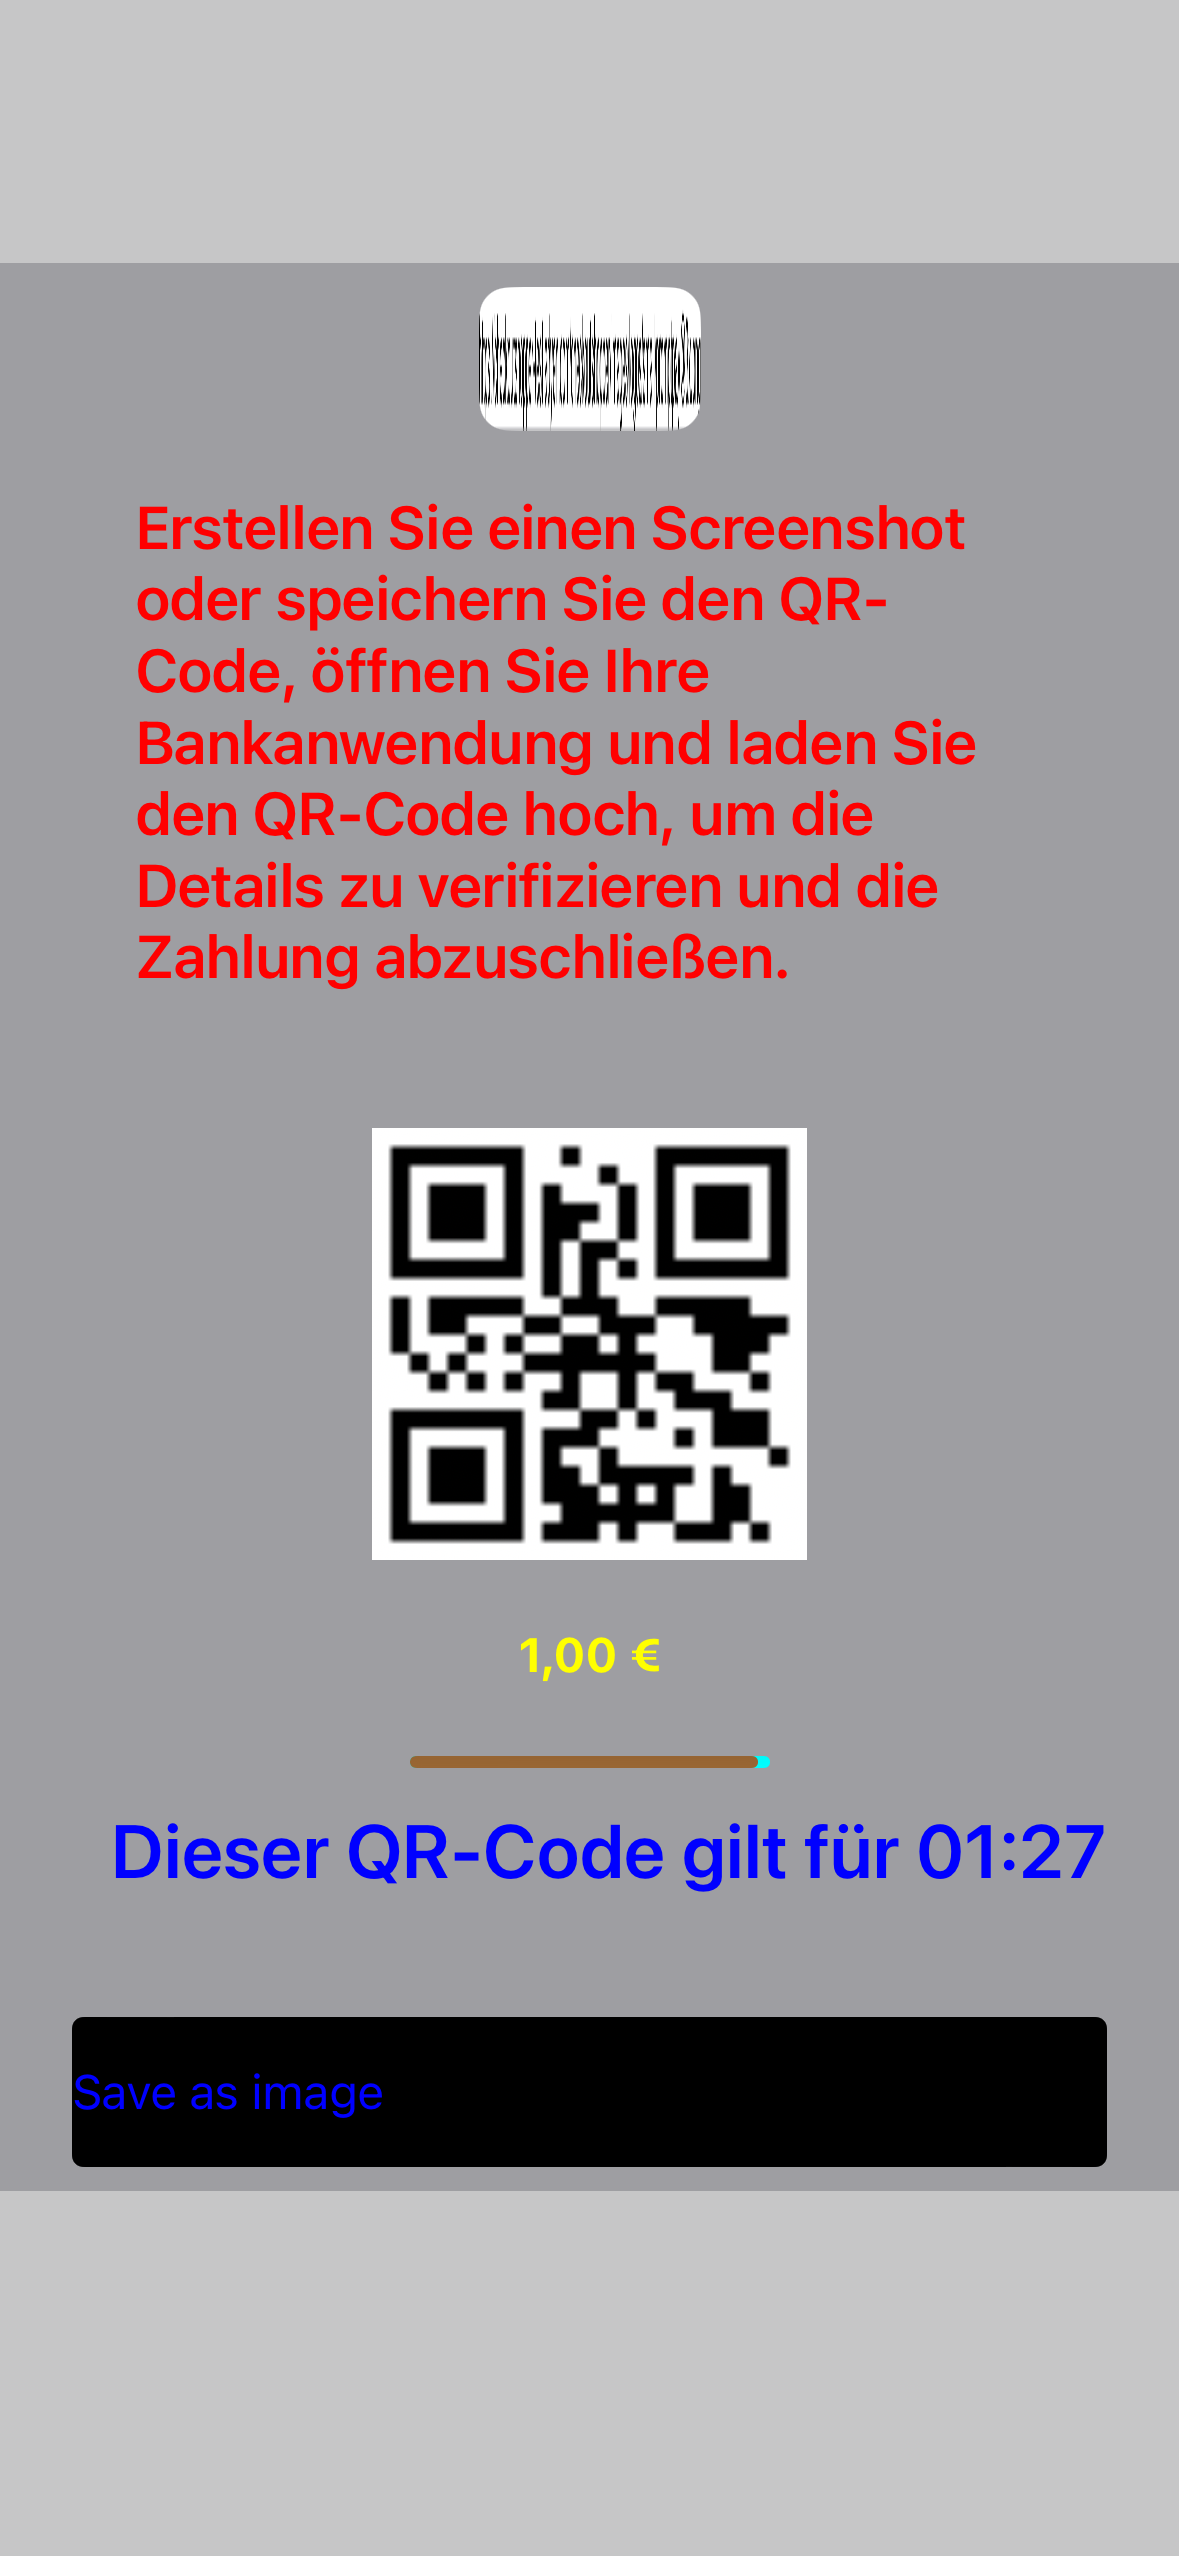 Erstellen Sie einen Screenshot
oder speichern Sie den QR-
Code, öffnen Sie Ihre
Bankanwendung und laden Sie
den QR-Code hoch, um die
Details zu verifizieren und die
Zahlung abzuschließen.
1,00 €
Dieser QR-Code gilt für 01:27
Save as image